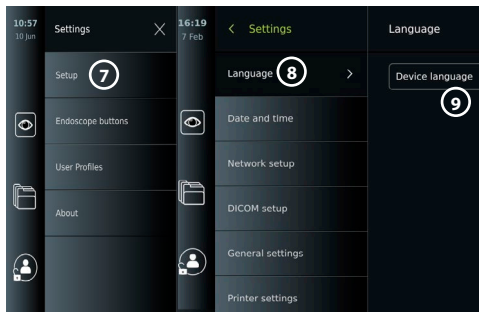 10:57
10 Jun
Settings
Setup
7
Endoscope buttons
User Profiles
About
16:19
7 Feb
Settings
Language
8
Date and time
Network setup
DICOM setup
General settings
Printer settings
Language
Device language
9